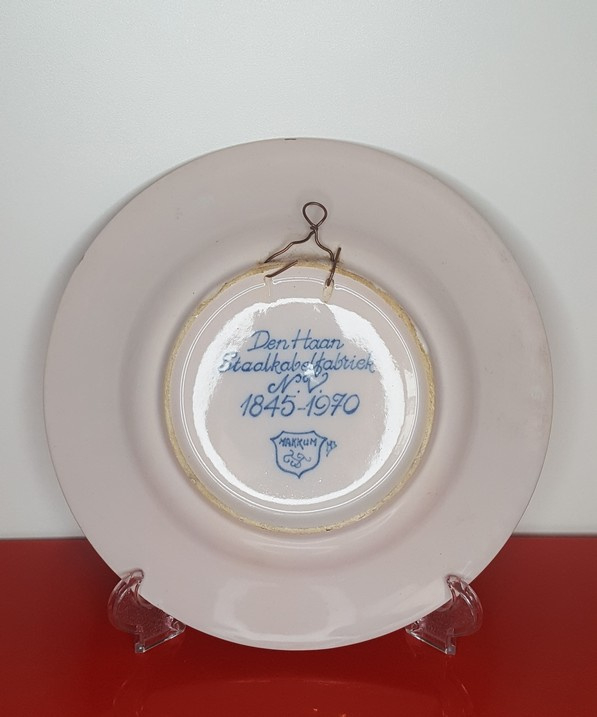 Den Haan
Staalkabelfabriek
N.V.
1845-1970
MAKKUM